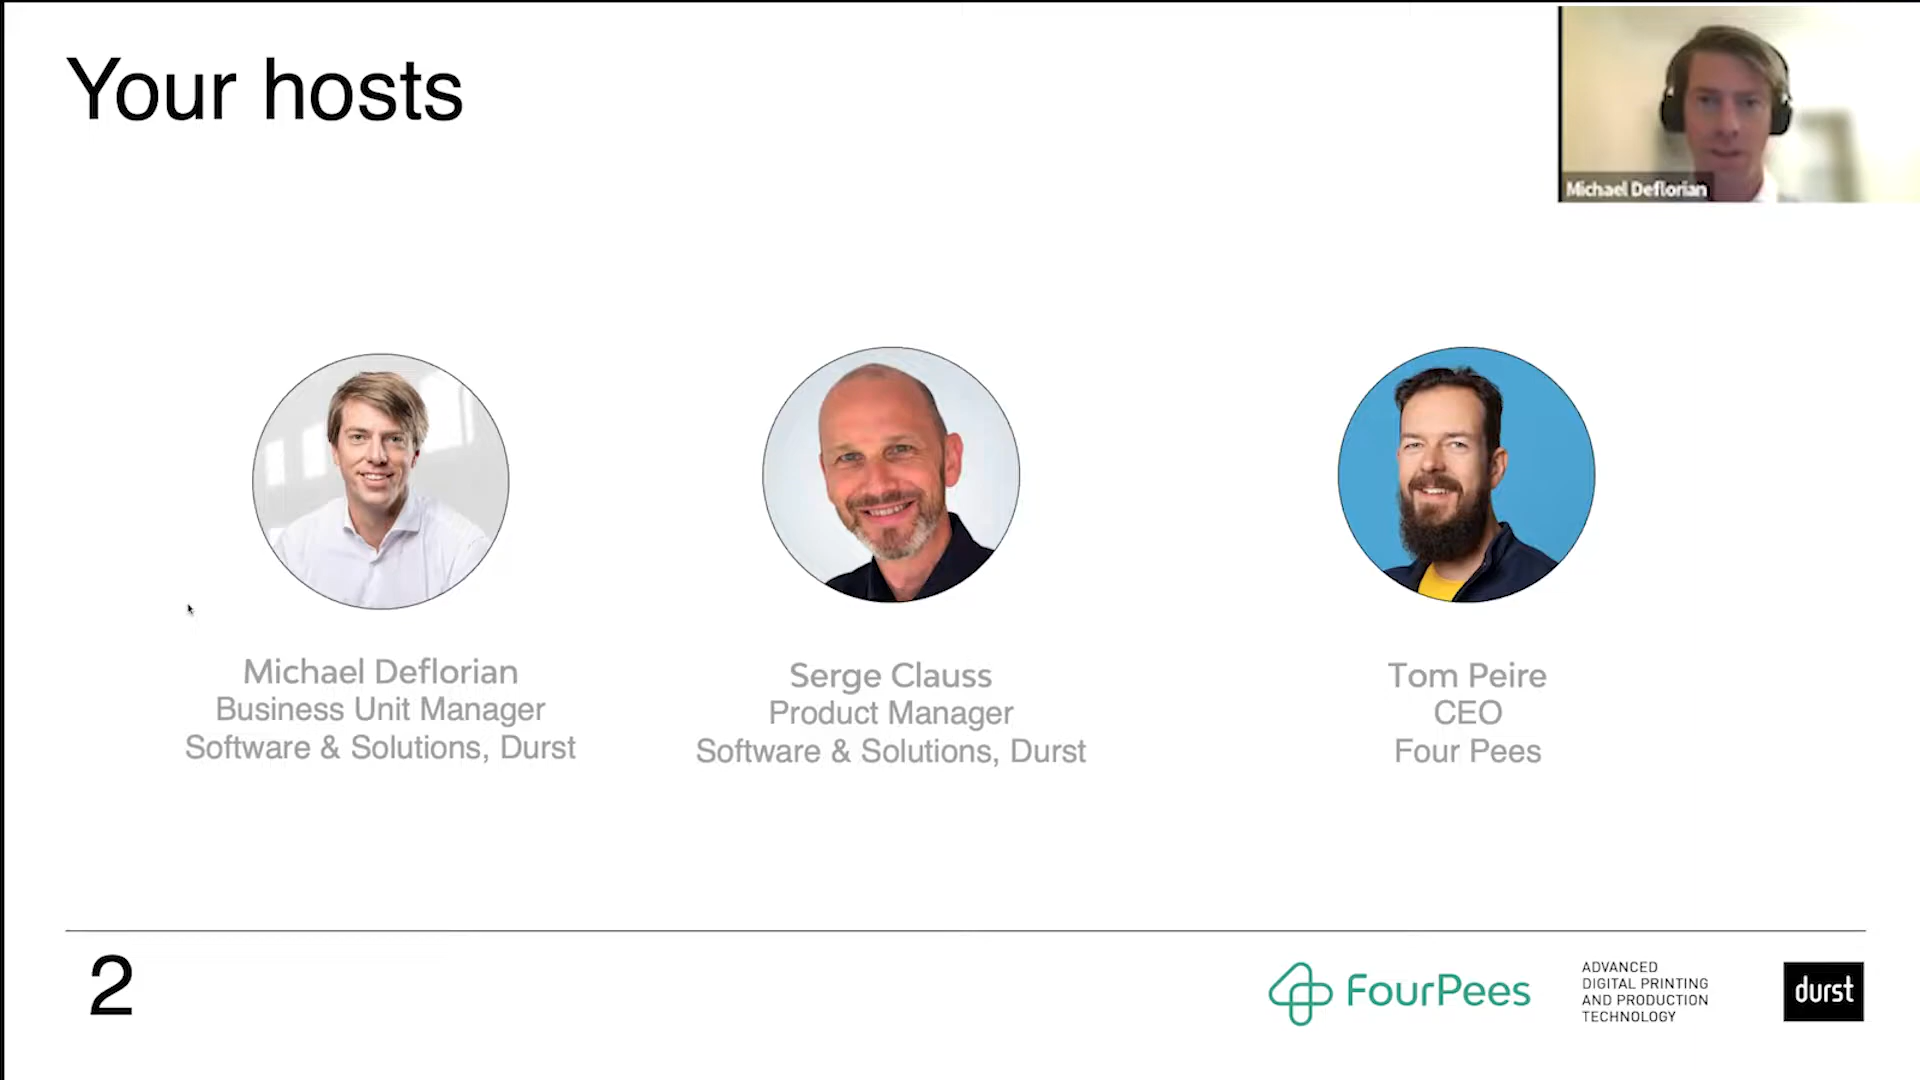 Your hosts
Michael Deflorian
Michael Deflorian
Business Unit Manager
Software & Solutions, Durst
Serge Clauss
Product Manager
Software & Solutions, Durst
Tom Peire
CEO
Four Pees
2
FourPees
ADVANCED
DIGITAL PRINTING
AND PRODUCTION
TECHNOLOGY
durst